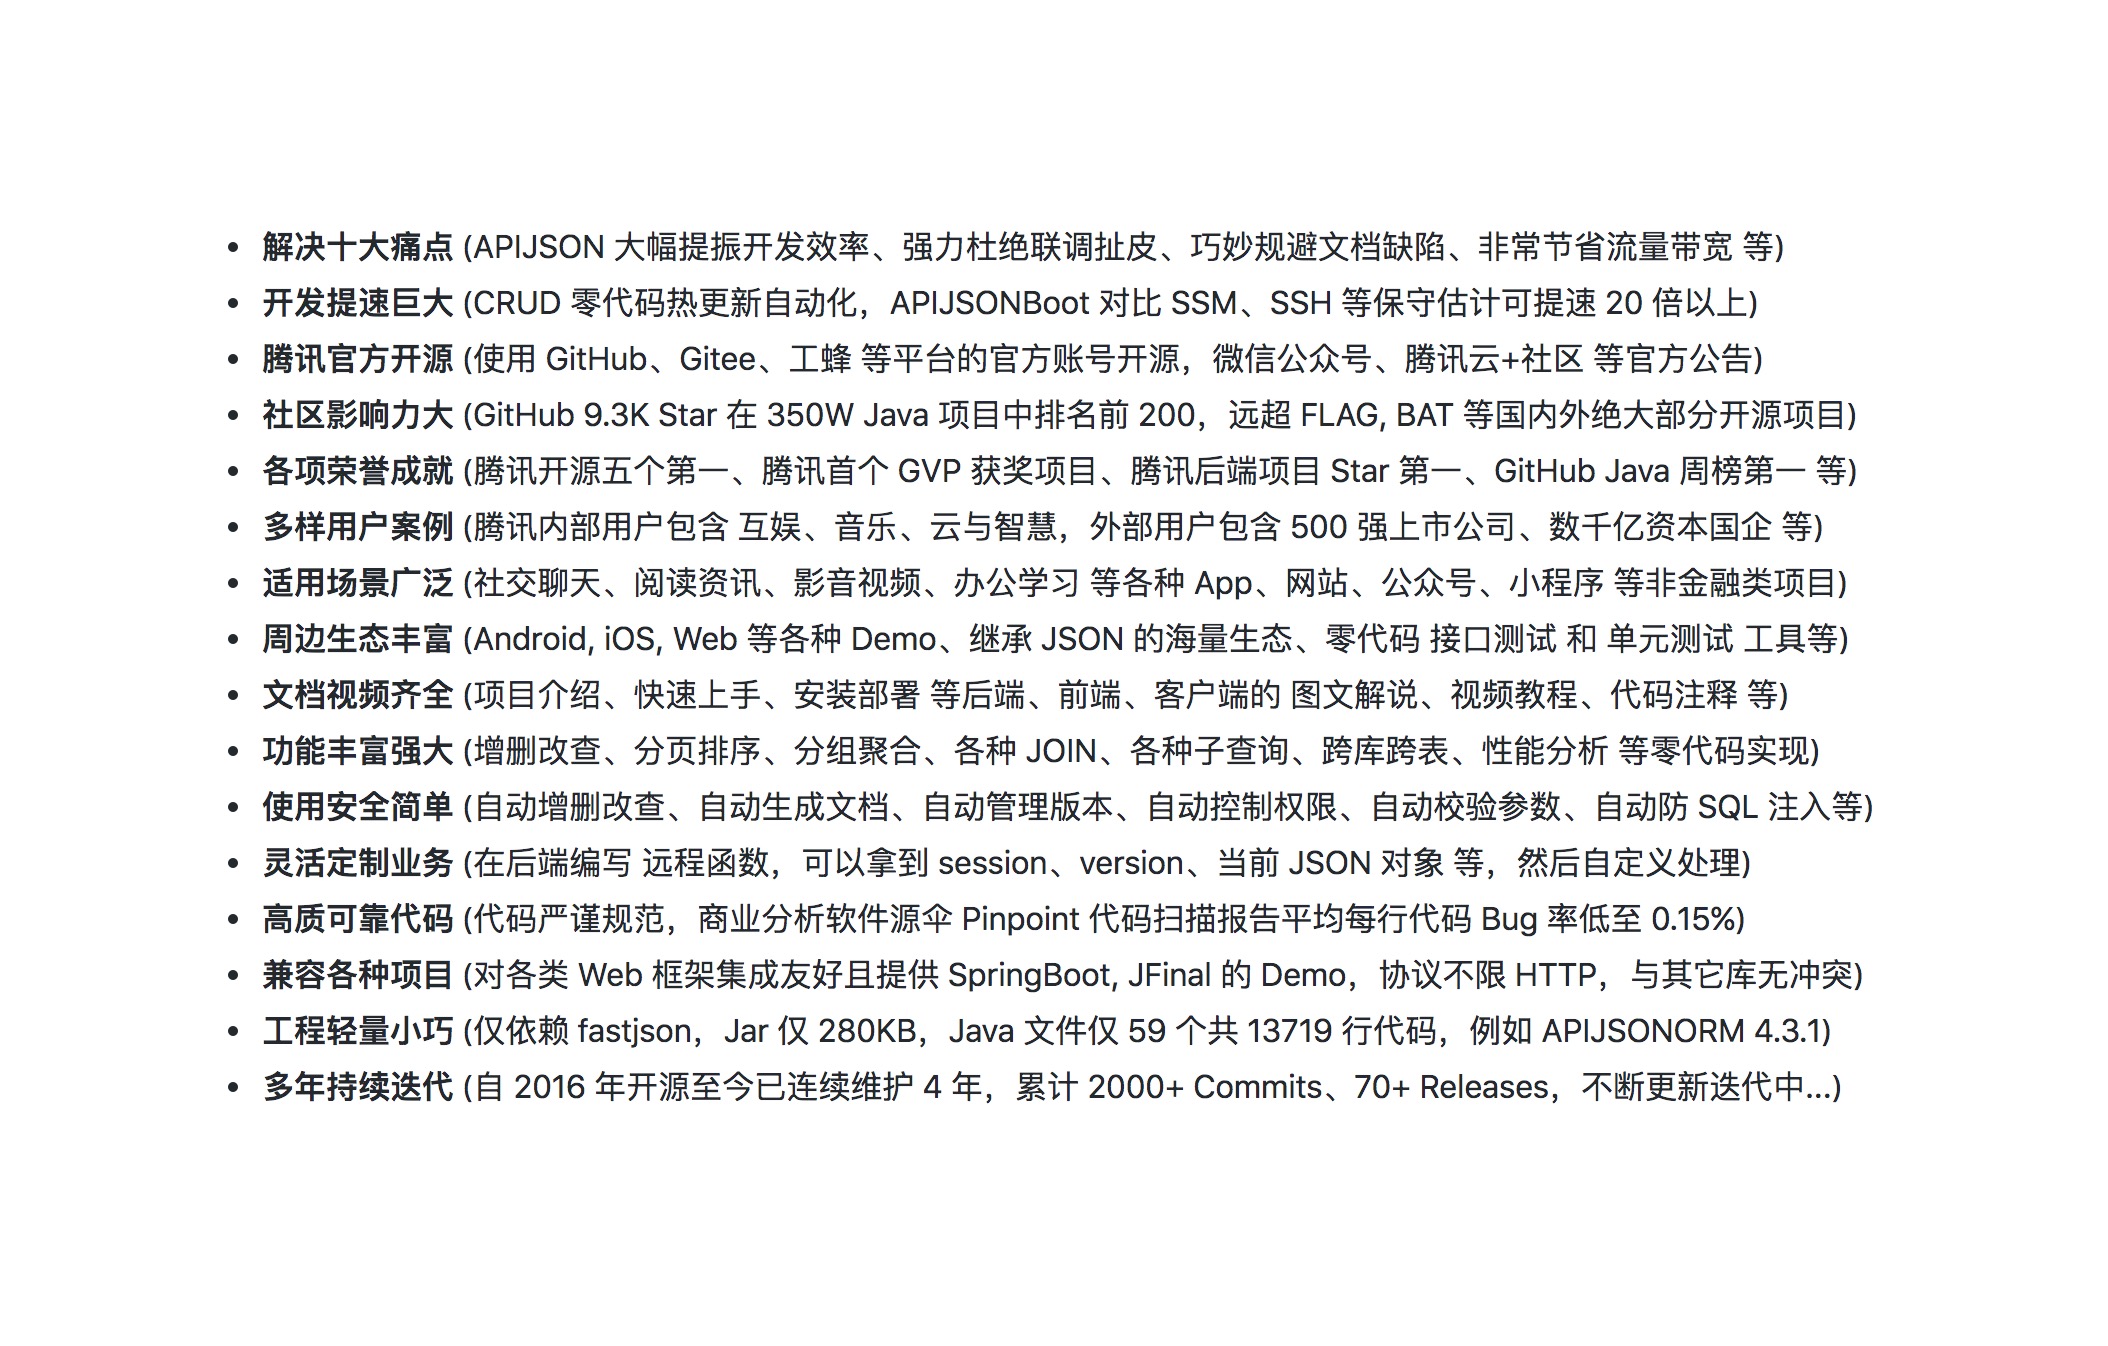 • 解决十大痛点 (APIJSON 大幅提振开发效率、强力杜绝联调扯皮、巧妙规避文档缺陷、非常节省流量带宽 等)
• 开发提速巨大 (CRUD 零代码热更新自动化，APIJSONBoot 对比 SSM、SSH 等保守估计可提速 20 倍以上)
• 腾讯官方开源 (使用 GitHub、Gitee、工蜂 等平台的官方账号开源，微信公众号、腾讯云+社区 等官方公告)
• 社区影响力大 (GitHub 9.3K Star 在 350W Java 项目中排名前 200，远超 FLAG, BAT 等国内外绝大部分开源项目)
• 各项荣誉成就 (腾讯开源五个第一、腾讯首个 GVP 获奖项目、腾讯后端项目 Star 第一、GitHub Java 周榜第一 等)
• 多样用户案例 (腾讯内部用户包含 互娱、音乐、云与智慧，外部用户包含 500 强上市公司、数千亿资本国企 等)
• 适用场景广泛 (社交聊天、阅读资讯、影音视频、办公学习 等各种 App、网站、公众号、小程序 等非金融类项目)
• 周边生态丰富 (Android, iOS, Web 等各种 Demo、继承 JSON 的海量生态、零代码 接口测试 和 单元测试 工具等)
• 文档视频齐全 (项目介绍、快速上手、安装部署 等后端、前端、客户端的 图文解说、视频教程、代码注释 等)
• 功能丰富强大 (增删改查、分页排序、分组聚合、各种 JOIN、各种子查询、跨库跨表、性能分析 等零代码实现)
• 使用安全简单 (自动增删改查、自动生成文档、自动管理版本、自动控制权限、自动校验参数、自动防 SQL 注入等)
• 灵活定制业务 (在后端编写 远程函数，可以拿到 session、version、当前 JSON 对象 等，然后自定义处理)
• 高质可靠代码 (代码严谨规范，商业分析软件源伞 Pinpoint 代码扫描报告平均每行代码 Bug 率低至 0.15%)
• 兼容各种项目 (对各类 Web 框架集成友好且提供 SpringBoot, JFinal 的 Demo，协议不限 HTTP，与其它库无冲突)
• 工程轻量小巧 (仅依赖 fastjson，Jar 仅 280KB，Java 文件仅 59 个共 13719 行代码，例如 APIJSONORM 4.3.1)
• 多年持续迭代 (自 2016 年开源至今已连续维护 4 年，累计 2000+ Commits、70+ Releases，不断更新迭代中...)